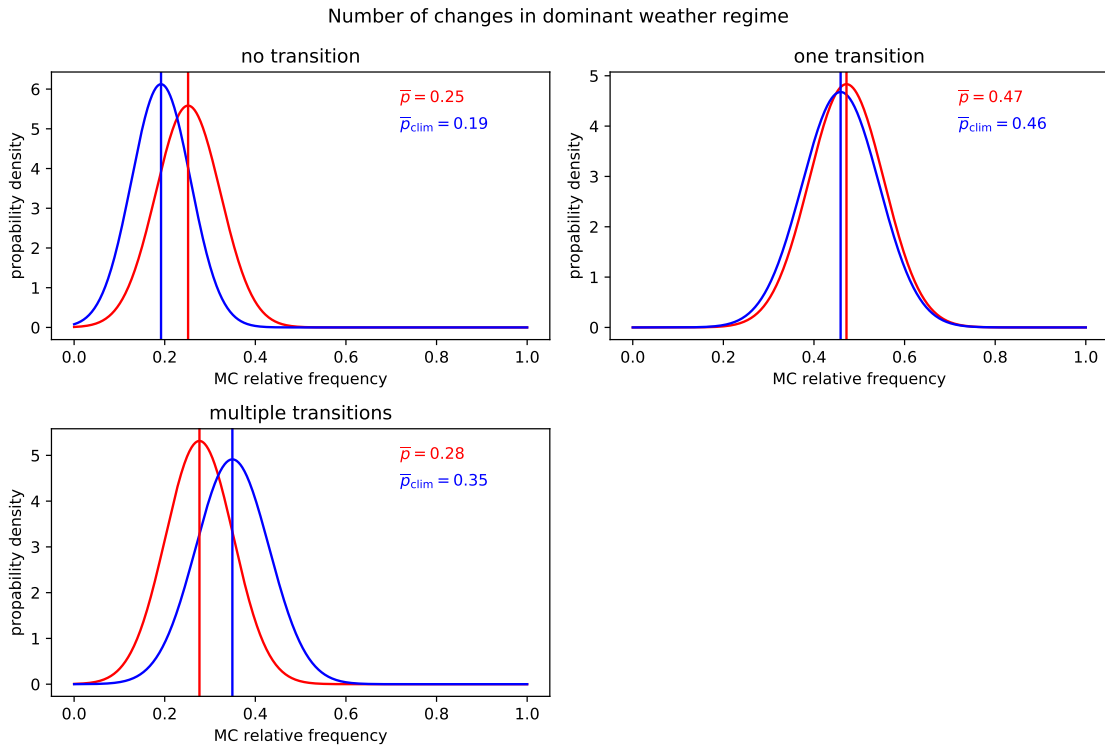 Number of changes in dominant weather regime
no transition
p̅ = 0.25
p̅clim = 0.19
propability density
6
5
4
3
2
1
0
0.0 0.2 0.4 0.6 0.8 1.0
MC relative frequency
one transition
p̅ = 0.47
p̅clim = 0.46
propability density
5
4
3
2
1
0
0.0 0.2 0.4 0.6 0.8 1.0
MC relative frequency
multiple transitions
p̅ = 0.28
p̅clim = 0.35
propability density
5
4
3
2
1
0
0.0 0.2 0.4 0.6 0.8 1.0
MC relative frequency